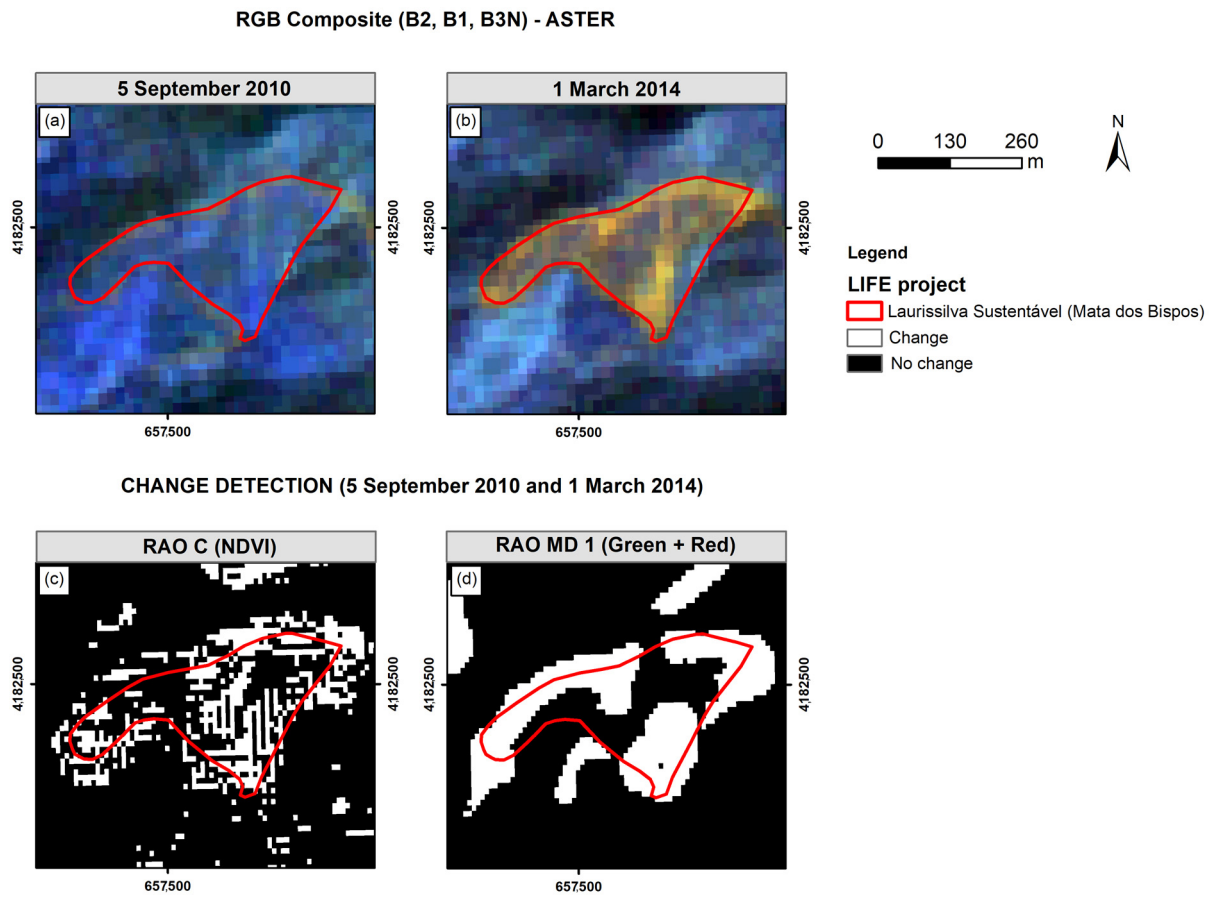 RGB Composite (B2, B1, B3N) - ASTER
5 September 2010
1 March 2014
(a)
(b)
4182500
4182500
657500
657500
0 130 260
m
N
Legend
LIFE project
Laurissilva Sustentável (Mata dos Bispos)
Change
No change
CHANGE DETECTION (5 September 2010 and 1 March 2014)
RAO C (NDVI)
RAO MD 1 (Green + Red)
(c)
(d)
4182500
4182500
657500
657500